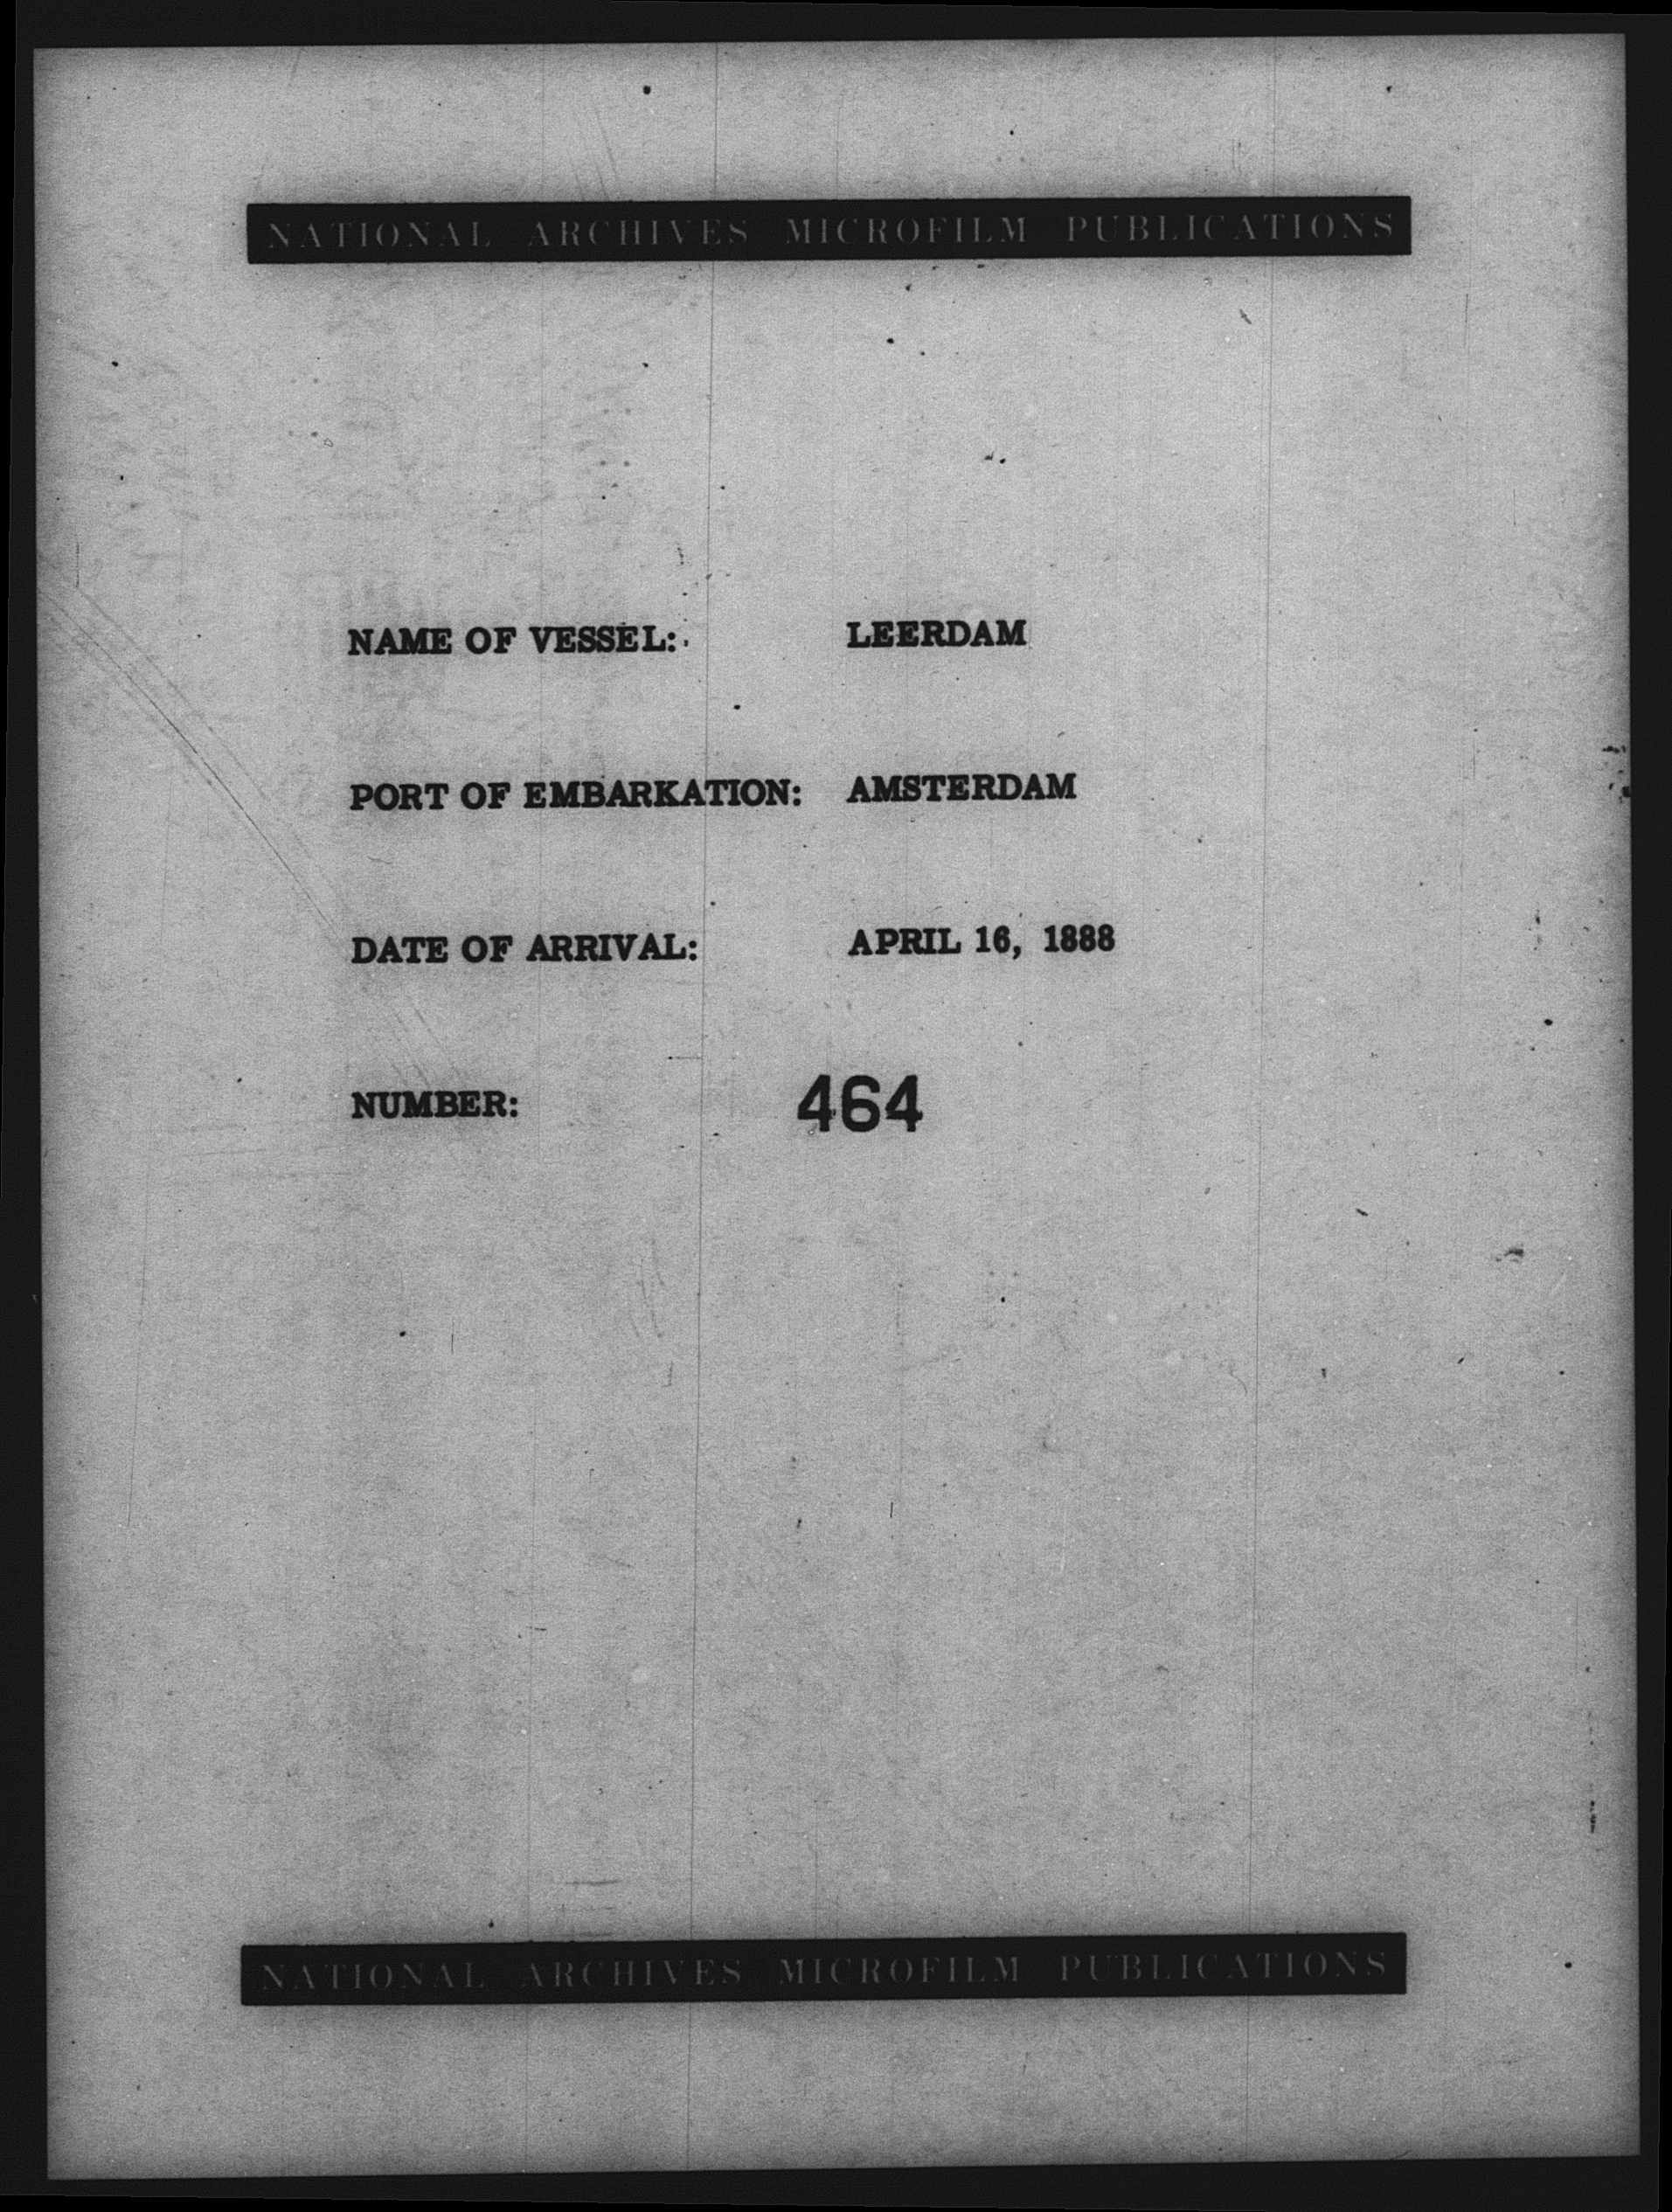 NATIONAL ARCHIVES MICROFILM PUBLICATIONS
NAME OF VESSEL: LEERDAM
PORT OF EMBARKATION: AMSTERDAM
DATE OF ARRIVAL: APRIL 16, 1888
NUMBER: 464
NATIONAL ARCHIVES MICROFILM PUBLICATIONS